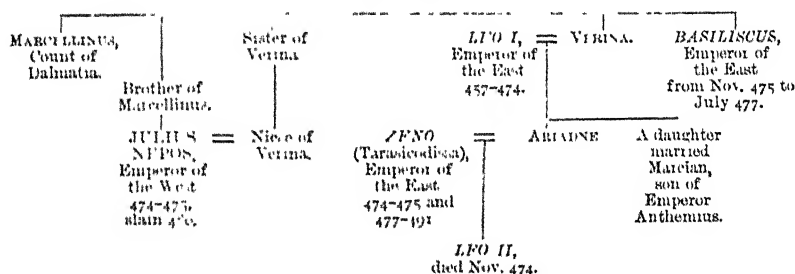 MARCELLINUS,
Count of
Dalmatia.
Sister of
Verina
LEO I,
Emperor of
the East
457-474.
= VERINA.
BASILISCUS,
Emperor of
the East
from Nov. 475 to
July 477.
Brother of
Marcellinus.
JULIUS
NEPOS,
Emperor of
the West
474-475,
slain 480.
= Niece of
Verina.
ZENO
(Tarasicodissa),
Emperor of
the East
474-475 and
477-491
= ARIADNE
A daughter
married
Marcian,
son of
Emperor
Anthemius.
LEO II,
died Nov. 474.